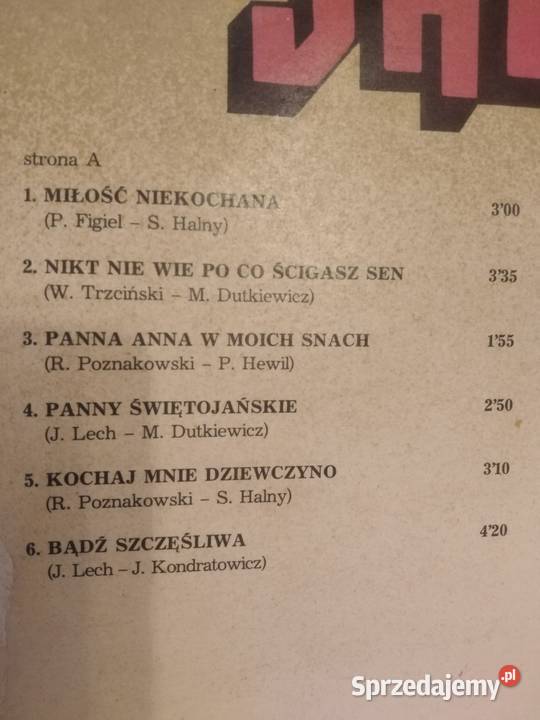 strona A
1. MIŁOŚĆ NIEKOCHANA 3'00
(P. Figiel – S. Halny)
2. NIKT NIE WIE PO CO ŚCIGASZ SEN 3'35
(W. Trzciński – M. Dutkiewicz)
3. PANNA ANNA W MOICH SNACH 1'55
(R. Poznakowski – P. Hewil)
4. PANNY ŚWIĘTOJAŃSKIE 2'50
(J. Lech – M. Dutkiewicz)
5. KOCHAJ MNIE DZIEWCZYNO 3'10
(R. Poznakowski – S. Halny)
6. BĄDŹ SZCZĘŚLIWA 4'20
(J. Lech – J. Kondratowicz)
Sprzedajemy.pl